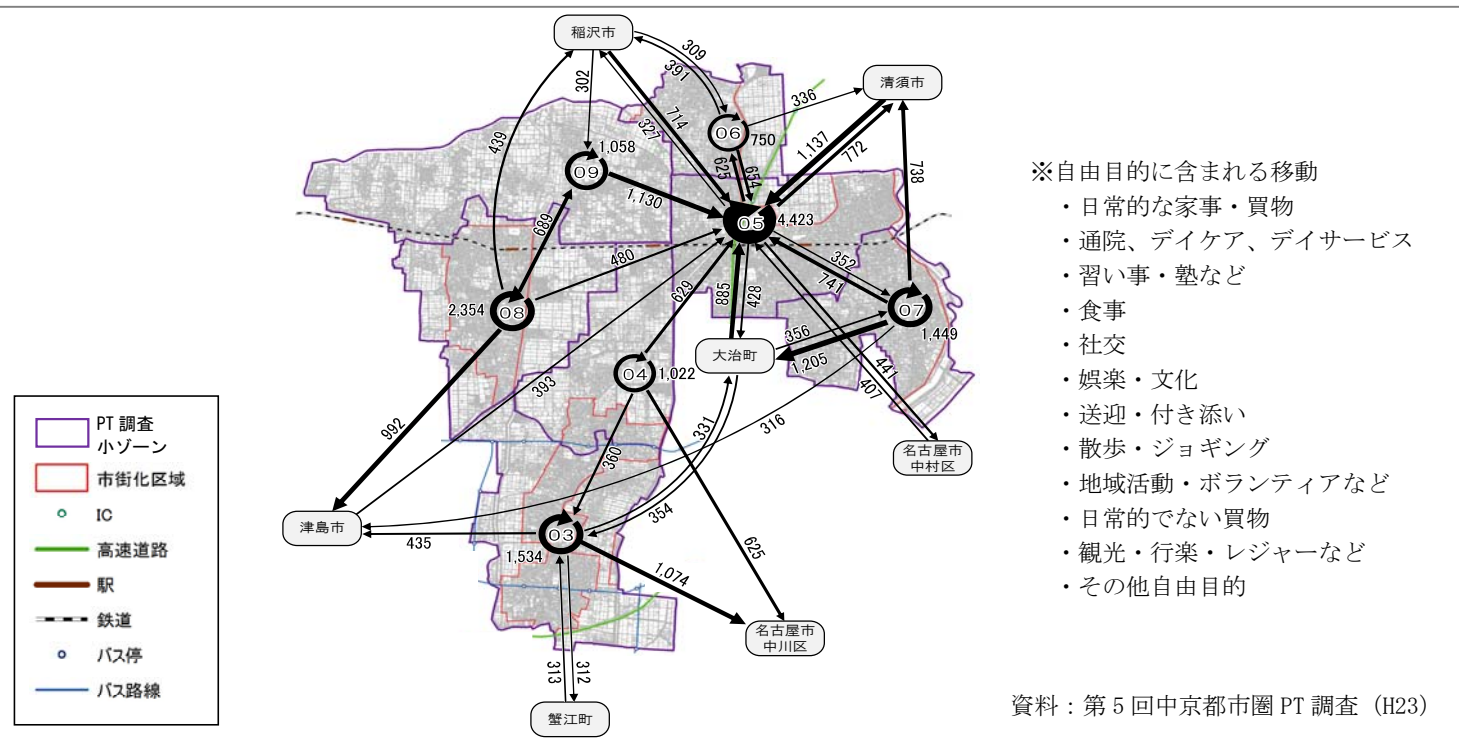 稲沢市
清須市
309
391
302
336
714
327
06
750
1,137
772
439
1,058
09
625
654
738
1,130
05
4,423
689
480
352
741
2,354
08
629
885
428
07
1,449
356
大治町
1,205
04
1,022
393
441
407
992
316
331
360
名古屋市
中村区
354
津島市
435
03
1,534
625
1,074
名古屋市
中川区
313
312
蟹江町
PT 調査
小ゾーン
市街化区域
IC
高速道路
駅
鉄道
バス停
バス路線
※自由目的に含まれる移動
・日常的な家事・買物
・通院、デイケア、デイサービス
・習い事・塾など
・食事
・社交
・娯楽・文化
・送迎・付き添い
・散歩・ジョギング
・地域活動・ボランティアなど
・日常的でない買物
・観光・行楽・レジャーなど
・その他自由目的
資料：第５回中京都市圏 PT 調査（H23）